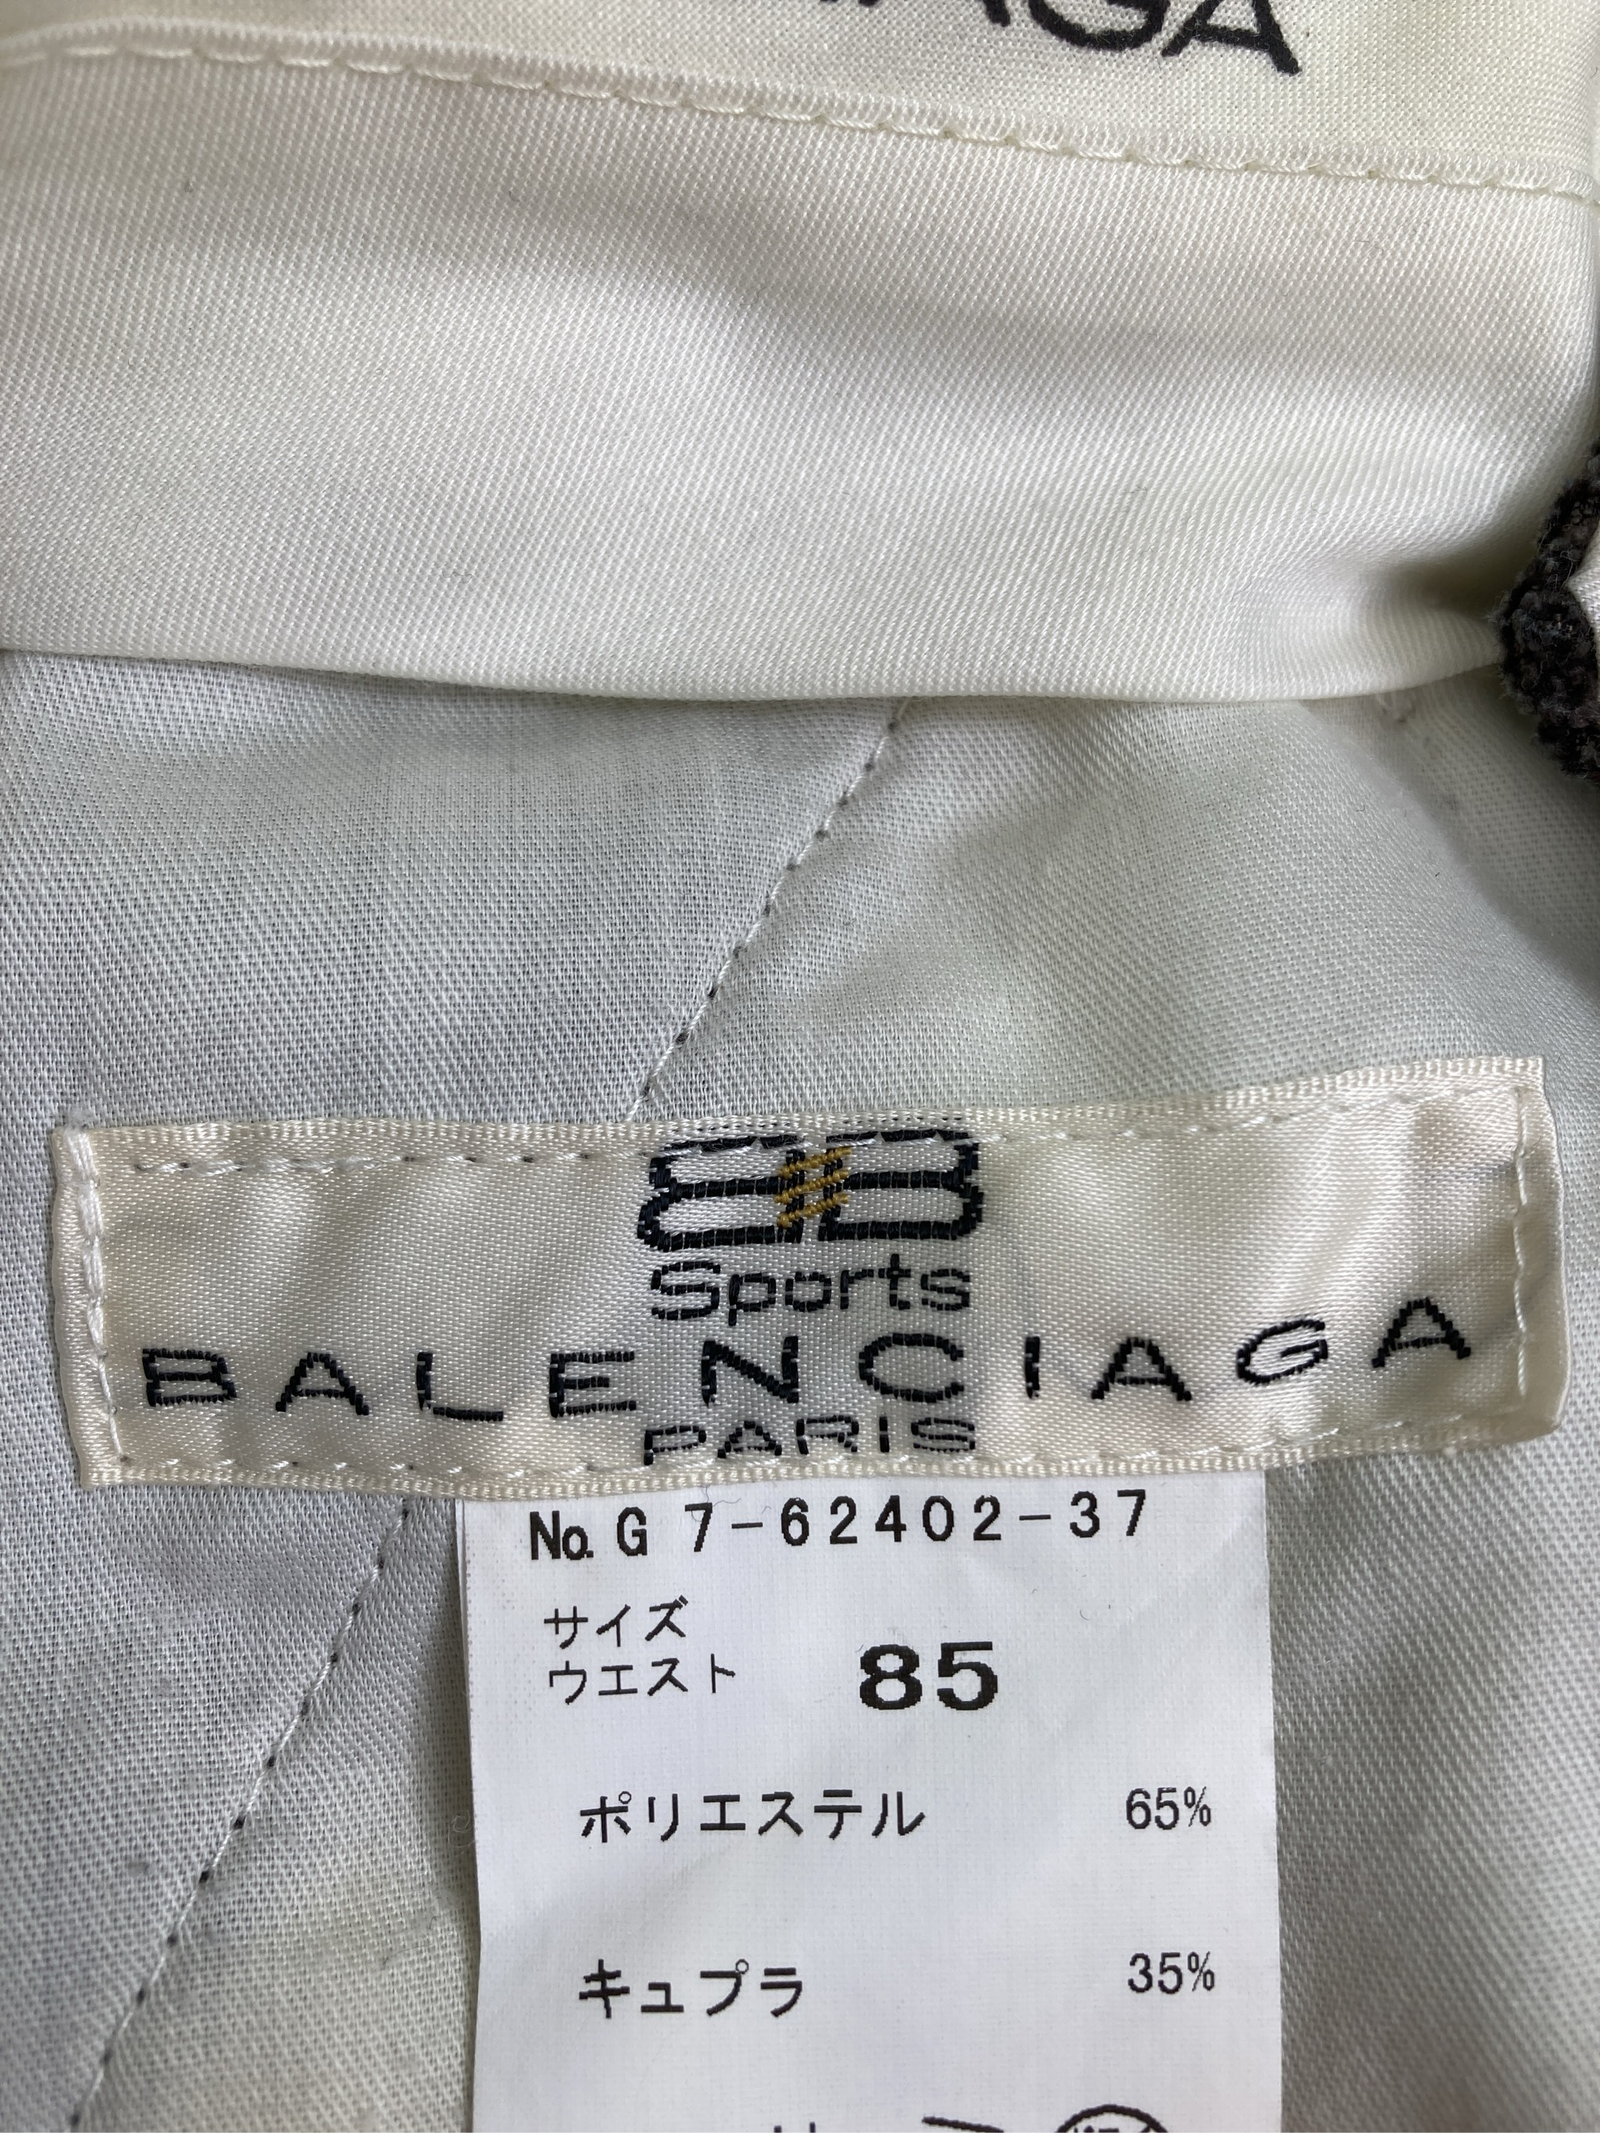 BB
Sports
BALENCIAGA
PARIS
No. G 7-62402-37
サイズ
ウエスト 85
ポリエステル 65%
キュプラ 35%